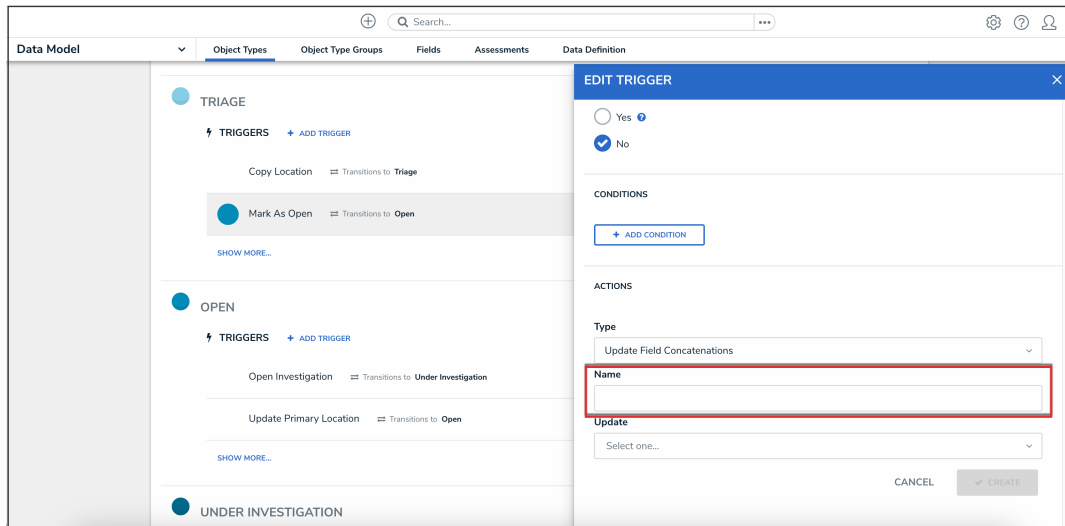 Search...
Data Model
Object Types
Object Type Groups
Fields
Assessments
Data Definition
TRIAGE
TRIGGERS
+ ADD TRIGGER
Copy Location
Transitions to Triage
Mark As Open
Transitions to Open
SHOW MORE...
OPEN
TRIGGERS
+ ADD TRIGGER
Open Investigation
Transitions to Under Investigation
Update Primary Location
Transitions to Open
SHOW MORE...
UNDER INVESTIGATION
EDIT TRIGGER
Yes
No
CONDITIONS
+ ADD CONDITION
ACTIONS
Type
Update Field Concatenations
Name
Update
Select one...
CANCEL
CREATE